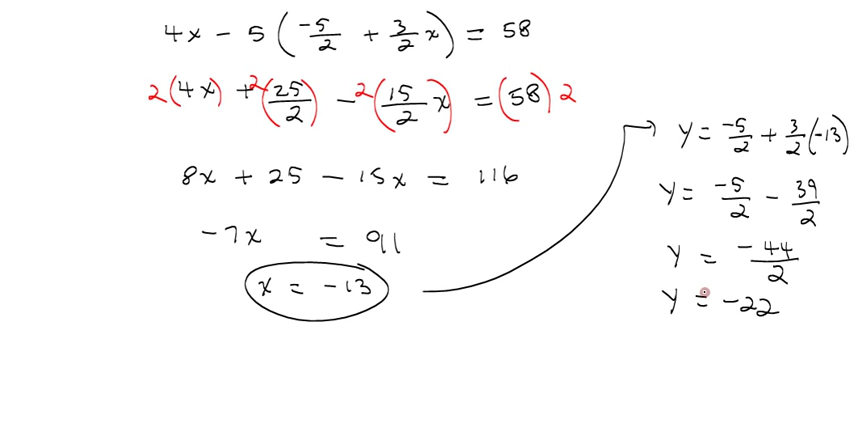 4x - 5 ( -5/2 + 3/2 x ) = 58
2 (4x) + 2 (25/2) - 2 (15/2 x) = (58) 2
8x + 25 - 15x = 116
-7x = 91
x = -13
y = -5/2 + 3/2 (-13)
y = -5/2 - 39/2
y = -44/2
y = -22